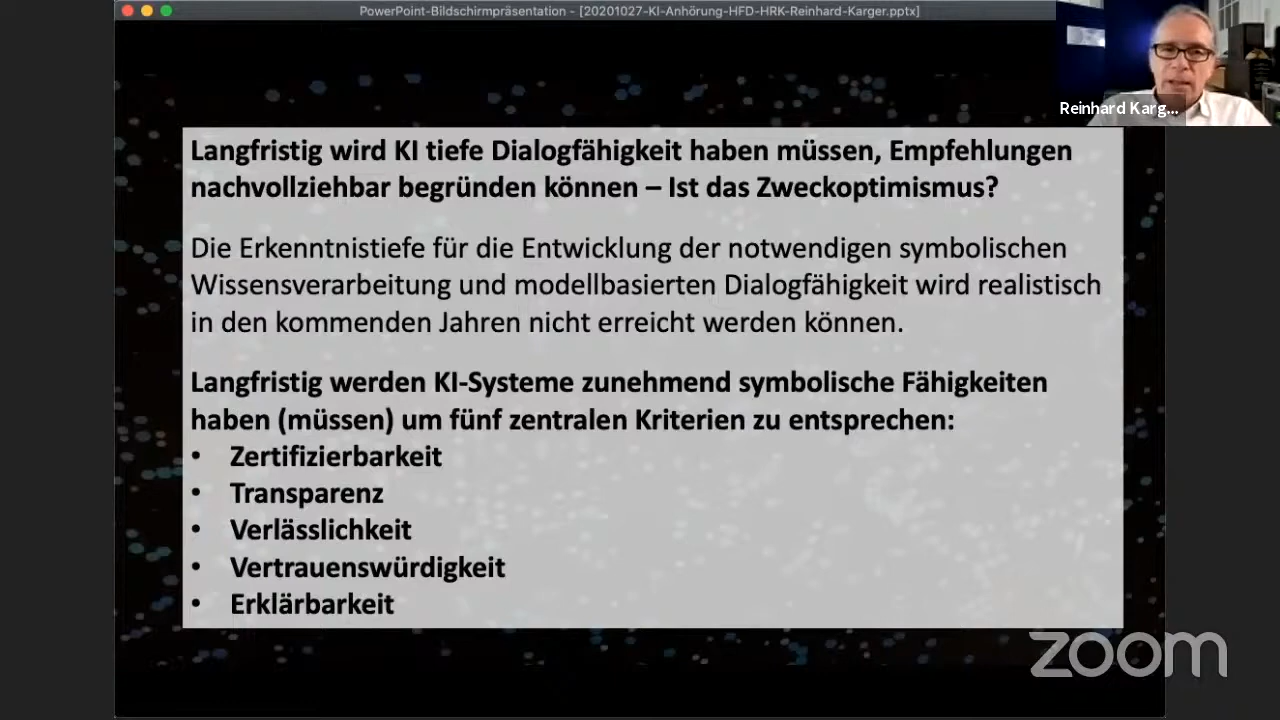 PowerPoint-Bildschirmpräsentation - [20201027-KI-Anhörung-HFD-HRK-Reinhard-Karger.pptx]
Reinhard Karg...
Langfristig wird KI tiefe Dialogfähigkeit haben müssen, Empfehlungen
nachvollziehbar begründen können – Ist das Zweckoptimismus?
Die Erkenntnistiefe für die Entwicklung der notwendigen symbolischen
Wissensverarbeitung und modellbasierten Dialogfähigkeit wird realistisch
in den kommenden Jahren nicht erreicht werden können.
Langfristig werden KI-Systeme zunehmend symbolische Fähigkeiten
haben (müssen) um fünf zentralen Kriterien zu entsprechen:
• Zertifizierbarkeit
• Transparenz
• Verlässlichkeit
• Vertrauenswürdigkeit
• Erklärbarkeit
zoom